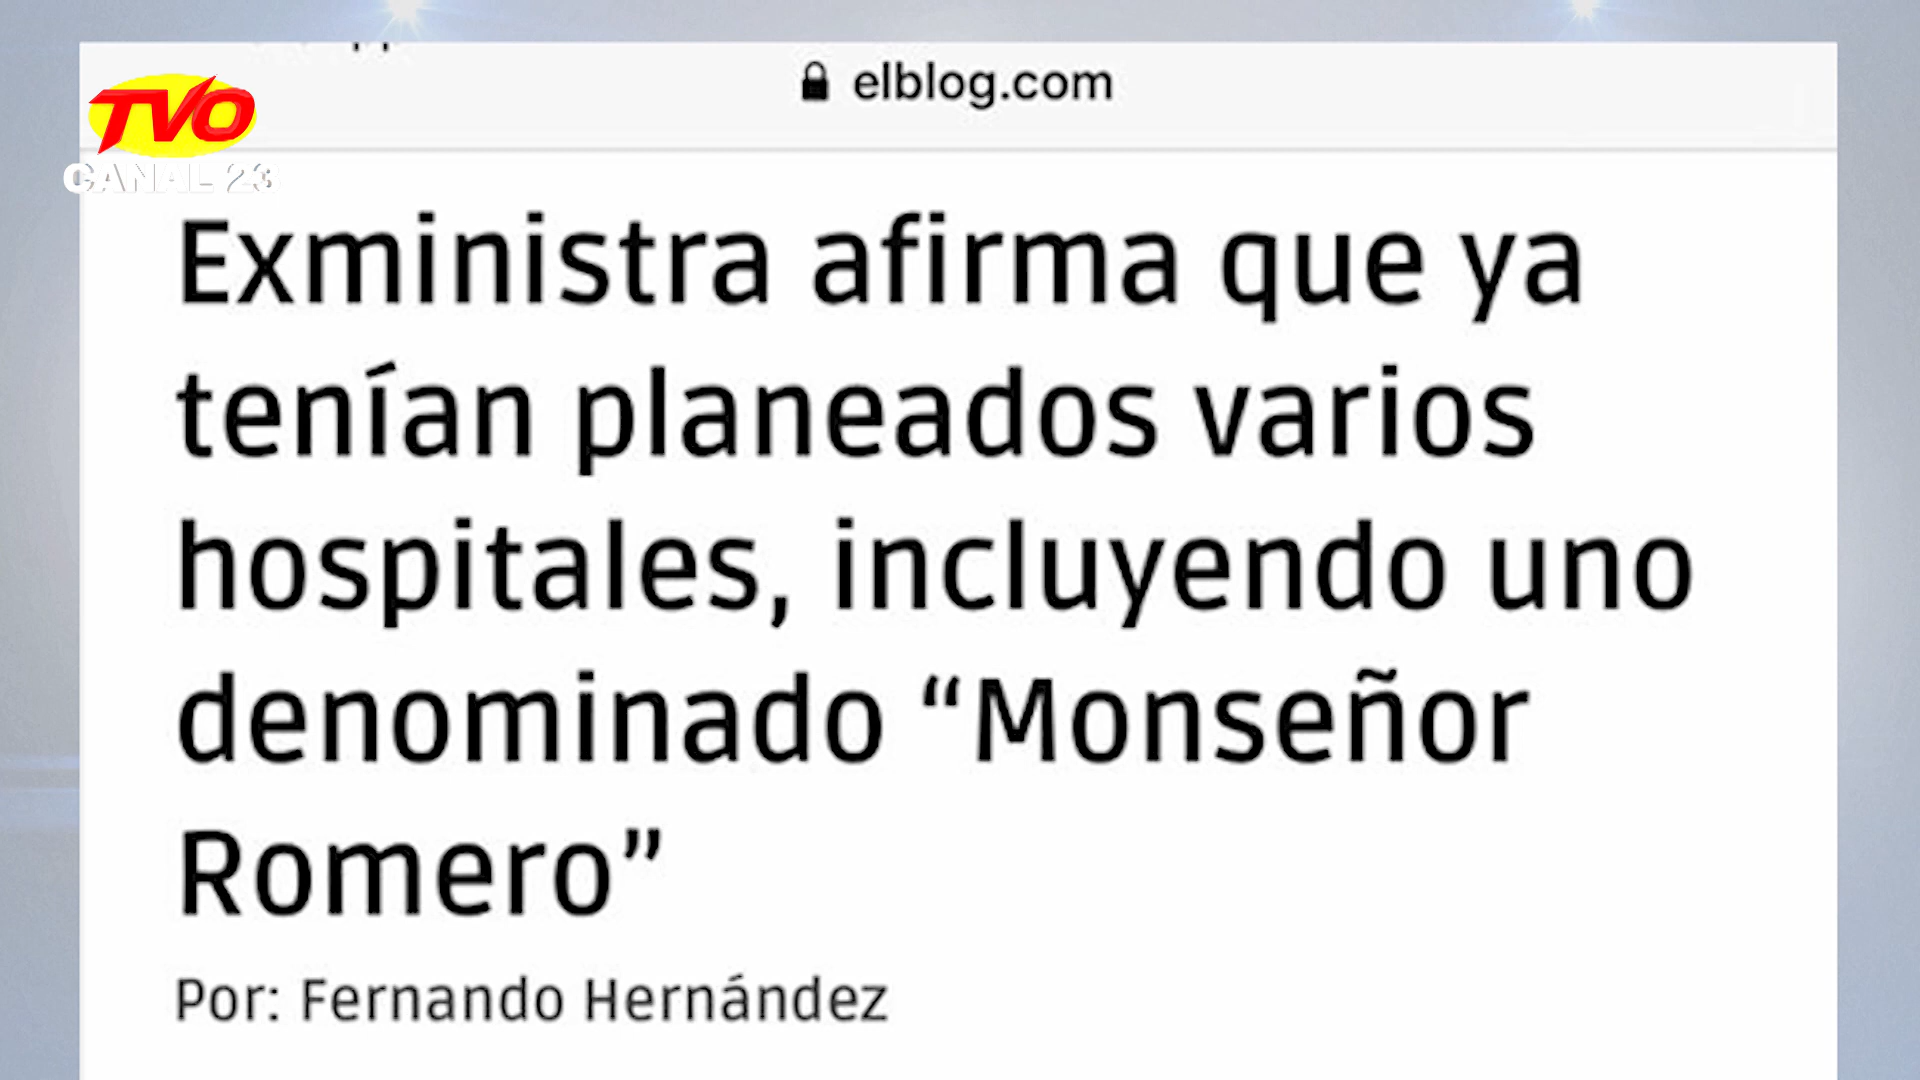 elblog.com
TVO
CANAL 23
Exministra afirma que ya
tenían planeados varios
hospitales, incluyendo uno
denominado “Monseñor
Romero”
Por: Fernando Hernández